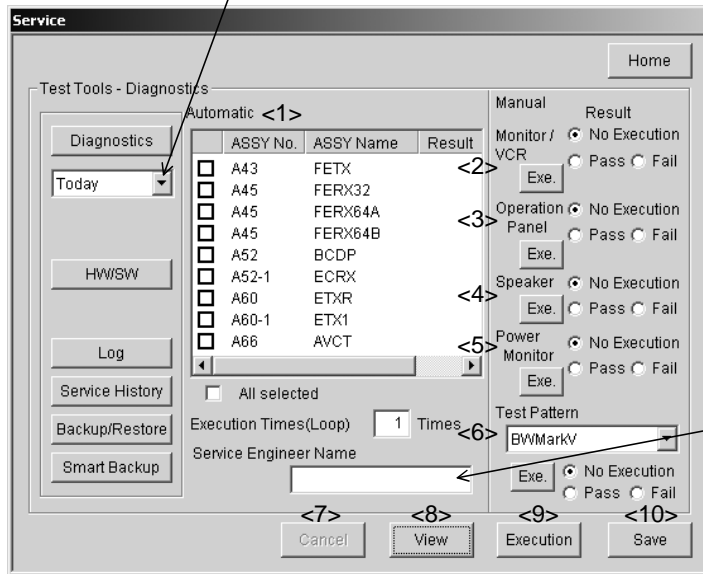 Service
Home
Test Tools - Diagnostics
Automatic <1>
ASSY No. ASSY Name Result
A43 FETX
A45 FERX32
A45 FERX64A
A45 FERX64B
A52 BCDP
A52-1 ECRX
A60 ETXR
A60-1 ETX1
A66 AVCT
All selected
Execution Times(Loop) 1 Times
Service Engineer Name
Diagnostics
Today
HW/SW
Log
Service History
Backup/Restore
Smart Backup
Manual Result
<2> Monitor / VCR
No Execution
Pass Fail
Exe.
<3> Operation Panel
No Execution
Pass Fail
Exe.
<4> Speaker
No Execution
Exe. Pass Fail
<5> Power Monitor
No Execution
Pass Fail
Exe.
Test Pattern
<6> BWMarkV
Exe. No Execution
Pass Fail
<7> <8> <9> <10>
Cancel View Execution Save